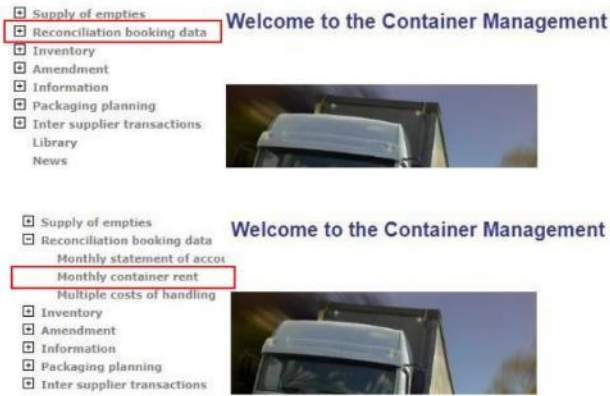 Supply of empties
Reconciliation booking data
Inventory
Amendment
Information
Packaging planning
Inter supplier transactions
Library
News
Welcome to the Container Management
Supply of empties
Reconciliation booking data
Monthly statement of accou
Monthly container rent
Multiple costs of handling
Inventory
Amendment
Information
Packaging planning
Inter supplier transactions
Welcome to the Container Management